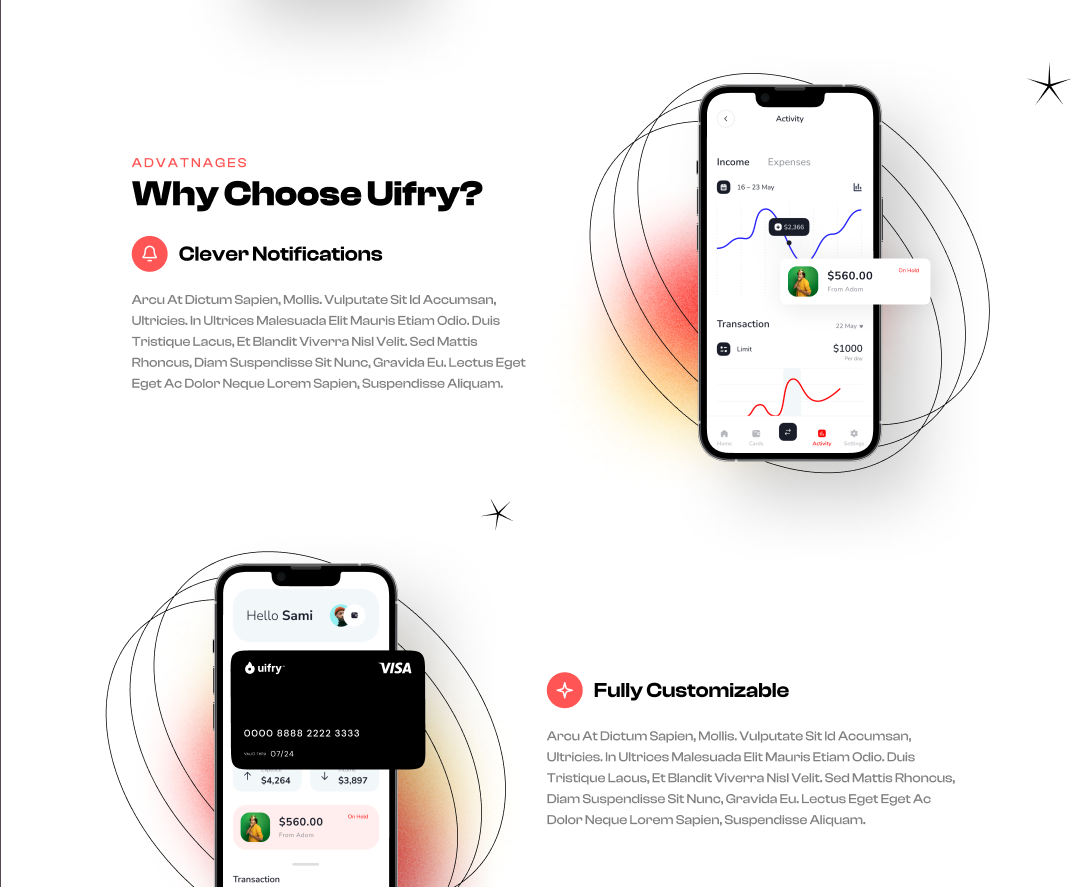 ADVATNAGES
Why Choose Uifry?
Clever Notifications
Arcu At Dictum Sapien, Mollis. Vulputate Sit Id Accumsan,
Ultricies. In Ultrices Malesuada Elit Mauris Etiam Odio. Duis
Tristique Lacus, Et Blandit Viverra Nisl Velit. Sed Mattis
Rhoncus, Diam Suspendisse Sit Nunc, Gravida Eu. Lectus Eget
Eget Ac Dolor Neque Lorem Sapien, Suspendisse Aliquam.
Activity
Income Expenses
16 – 23 May
$2,366
$560.00 On Hold
From Adom
Transaction 22 May
Limit $1000
Per day
Home Cards Activity Settings
Hello Sami
uifry VISA
0000 8888 2222 3333
VALID THRU 07/24
$4,264 $3,897
$560.00 On Hold
From Adom
Transaction
Fully Customizable
Arcu At Dictum Sapien, Mollis. Vulputate Sit Id Accumsan,
Ultricies. In Ultrices Malesuada Elit Mauris Etiam Odio. Duis
Tristique Lacus, Et Blandit Viverra Nisl Velit. Sed Mattis Rhoncus,
Diam Suspendisse Sit Nunc, Gravida Eu. Lectus Eget Eget Ac
Dolor Neque Lorem Sapien, Suspendisse Aliquam.